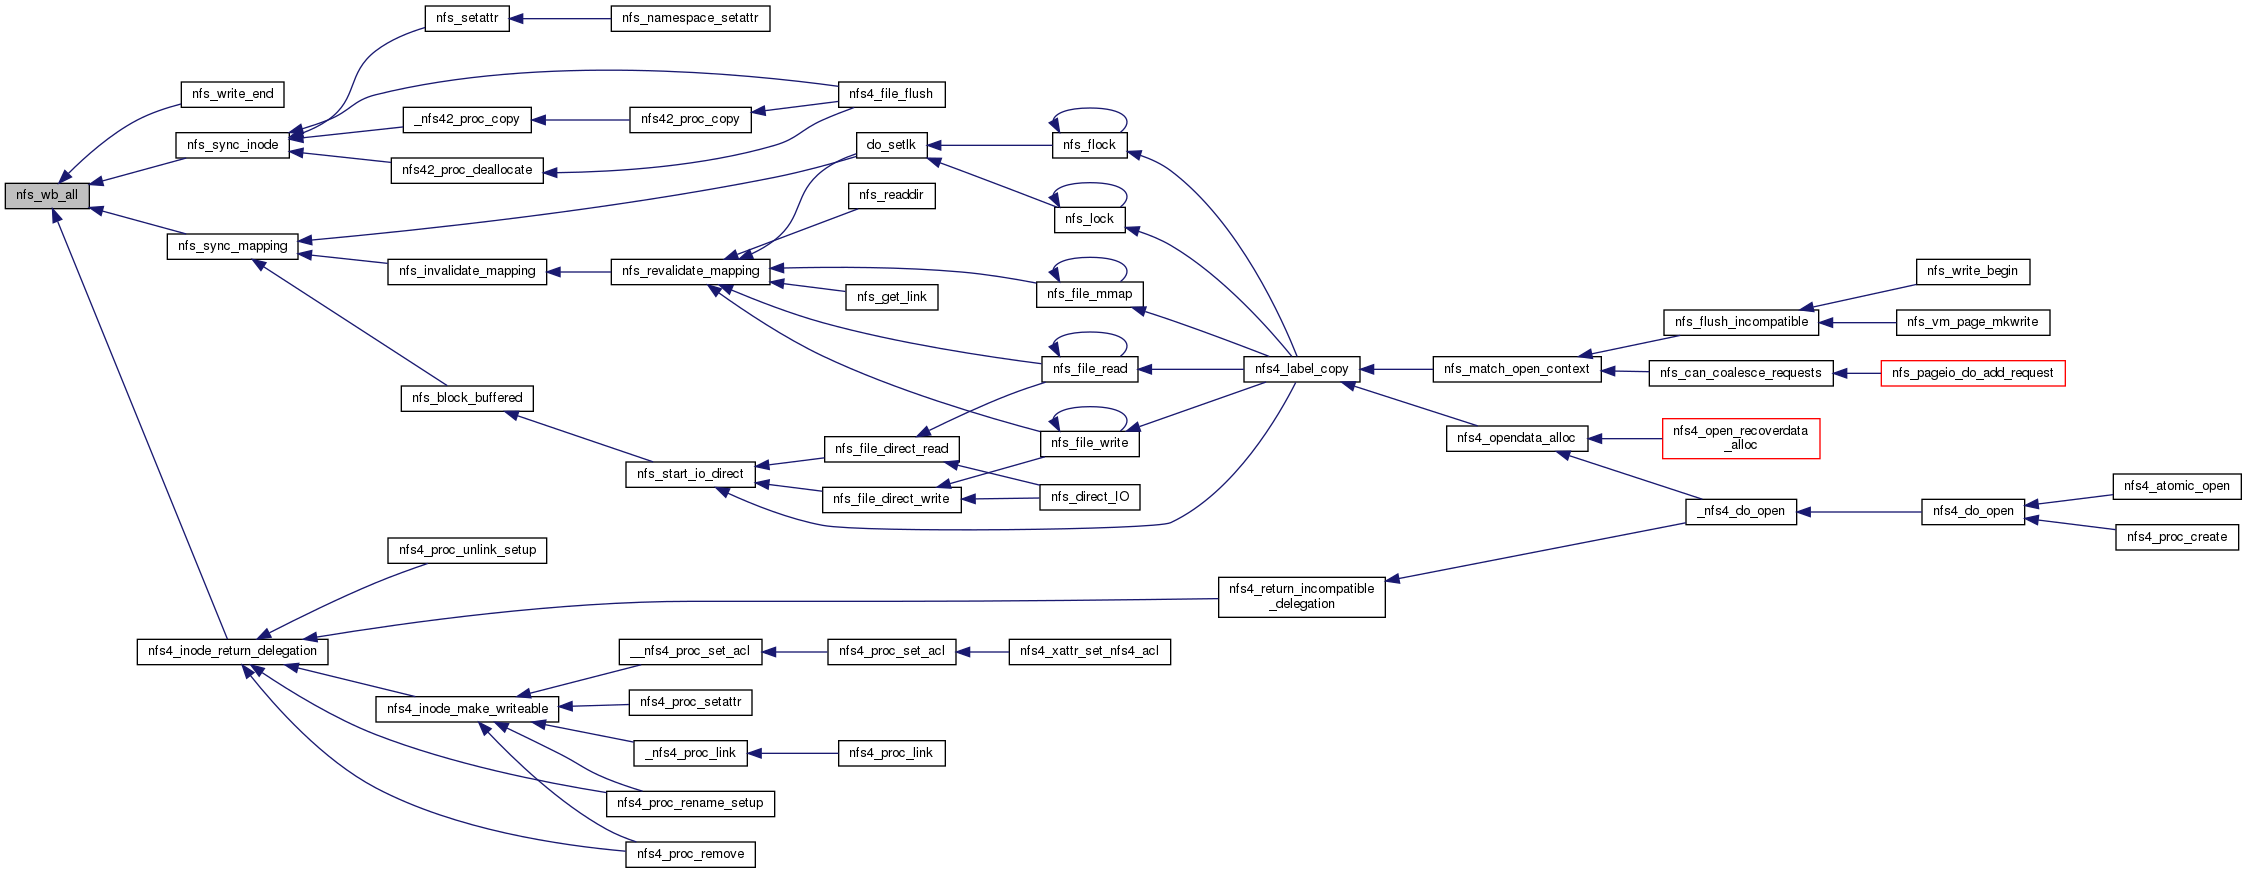 nfs_setattr
nfs_namespace_setattr
nfs_write_end
nfs4_file_flush
_nfs42_proc_copy
nfs42_proc_copy
nfs_sync_inode
do_setlk
nfs_flock
nfs42_proc_deallocate
nfs_wb_all
nfs_readdir
nfs_lock
nfs_sync_mapping
nfs_invalidate_mapping
nfs_revalidate_mapping
nfs_write_begin
nfs_get_link
nfs_file_mmap
nfs_flush_incompatible
nfs_vm_page_mkwrite
nfs_file_read
nfs4_label_copy
nfs_match_open_context
nfs_can_coalesce_requests
nfs_pageio_do_add_request
nfs_block_buffered
nfs_file_direct_read
nfs_file_write
nfs4_opendata_alloc
nfs4_open_recoverdata
_alloc
nfs_start_io_direct
nfs_file_direct_write
nfs_direct_IO
nfs4_atomic_open
_nfs4_do_open
nfs4_do_open
nfs4_proc_create
nfs4_proc_unlink_setup
nfs4_return_incompatible
_delegation
nfs4_inode_return_delegation
__nfs4_proc_set_acl
nfs4_proc_set_acl
nfs4_xattr_set_nfs4_acl
nfs4_inode_make_writeable
nfs4_proc_setattr
_nfs4_proc_link
nfs4_proc_link
nfs4_proc_rename_setup
nfs4_proc_remove